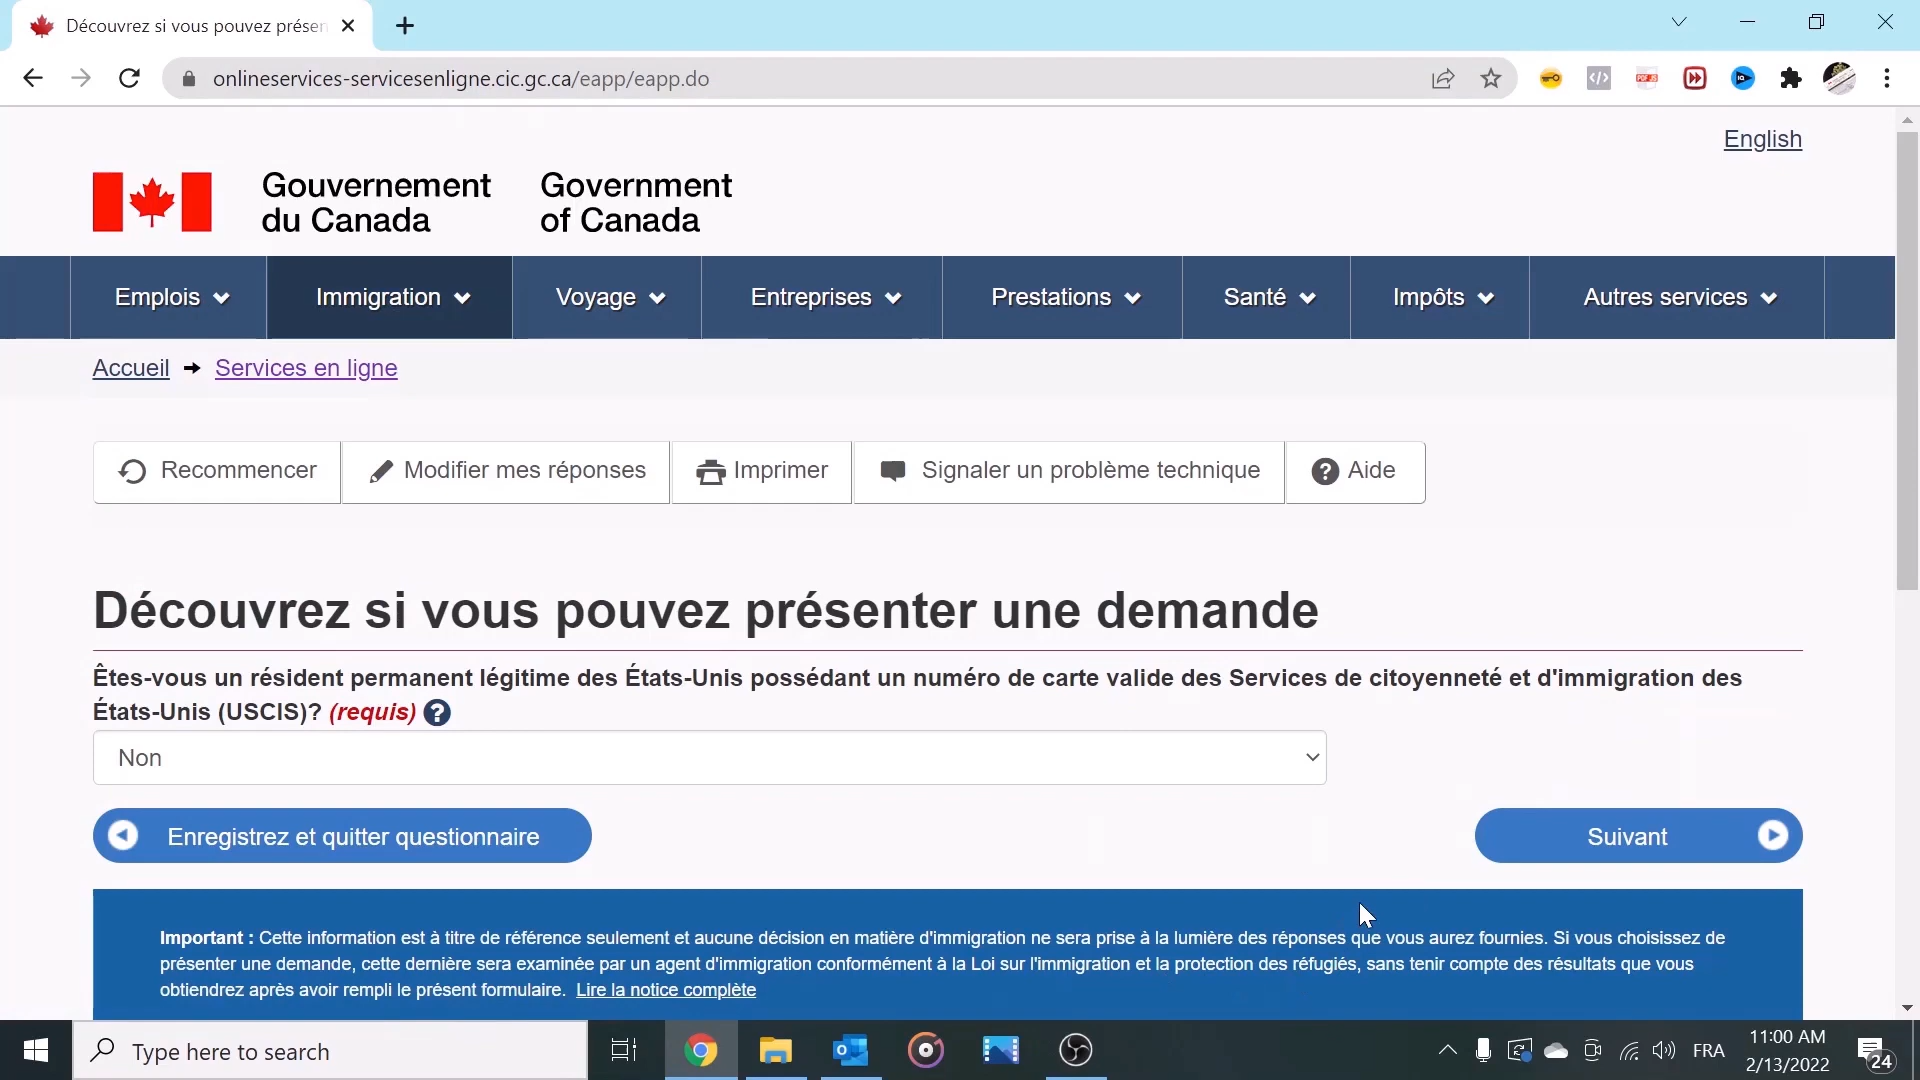 Découvrez si vous pouvez présen
onlineservices-servicesenligne.cic.gc.ca/eapp/eapp.do
English
Gouvernement du Canada
Government of Canada
Emplois
Immigration
Voyage
Entreprises
Prestations
Santé
Impôts
Autres services
Accueil
Services en ligne
Recommencer
Modifier mes réponses
Imprimer
Signaler un problème technique
Aide
Découvrez si vous pouvez présenter une demande
Êtes-vous un résident permanent légitime des États-Unis possédant un numéro de carte valide des Services de citoyenneté et d'immigration des
États-Unis (USCIS)? (requis)
Non
Enregistrez et quitter questionnaire
Suivant
Important : Cette information est à titre de référence seulement et aucune décision en matière d'immigration ne sera prise à la lumière des réponses que vous aurez fournies. Si vous choisissez de
présenter une demande, cette dernière sera examinée par un agent d'immigration conformément à la Loi sur l'immigration et la protection des réfugiés, sans tenir compte des résultats que vous
obtiendrez après avoir rempli le présent formulaire. Lire la notice complète
Type here to search
FRA
11:00 AM
2/13/2022
24